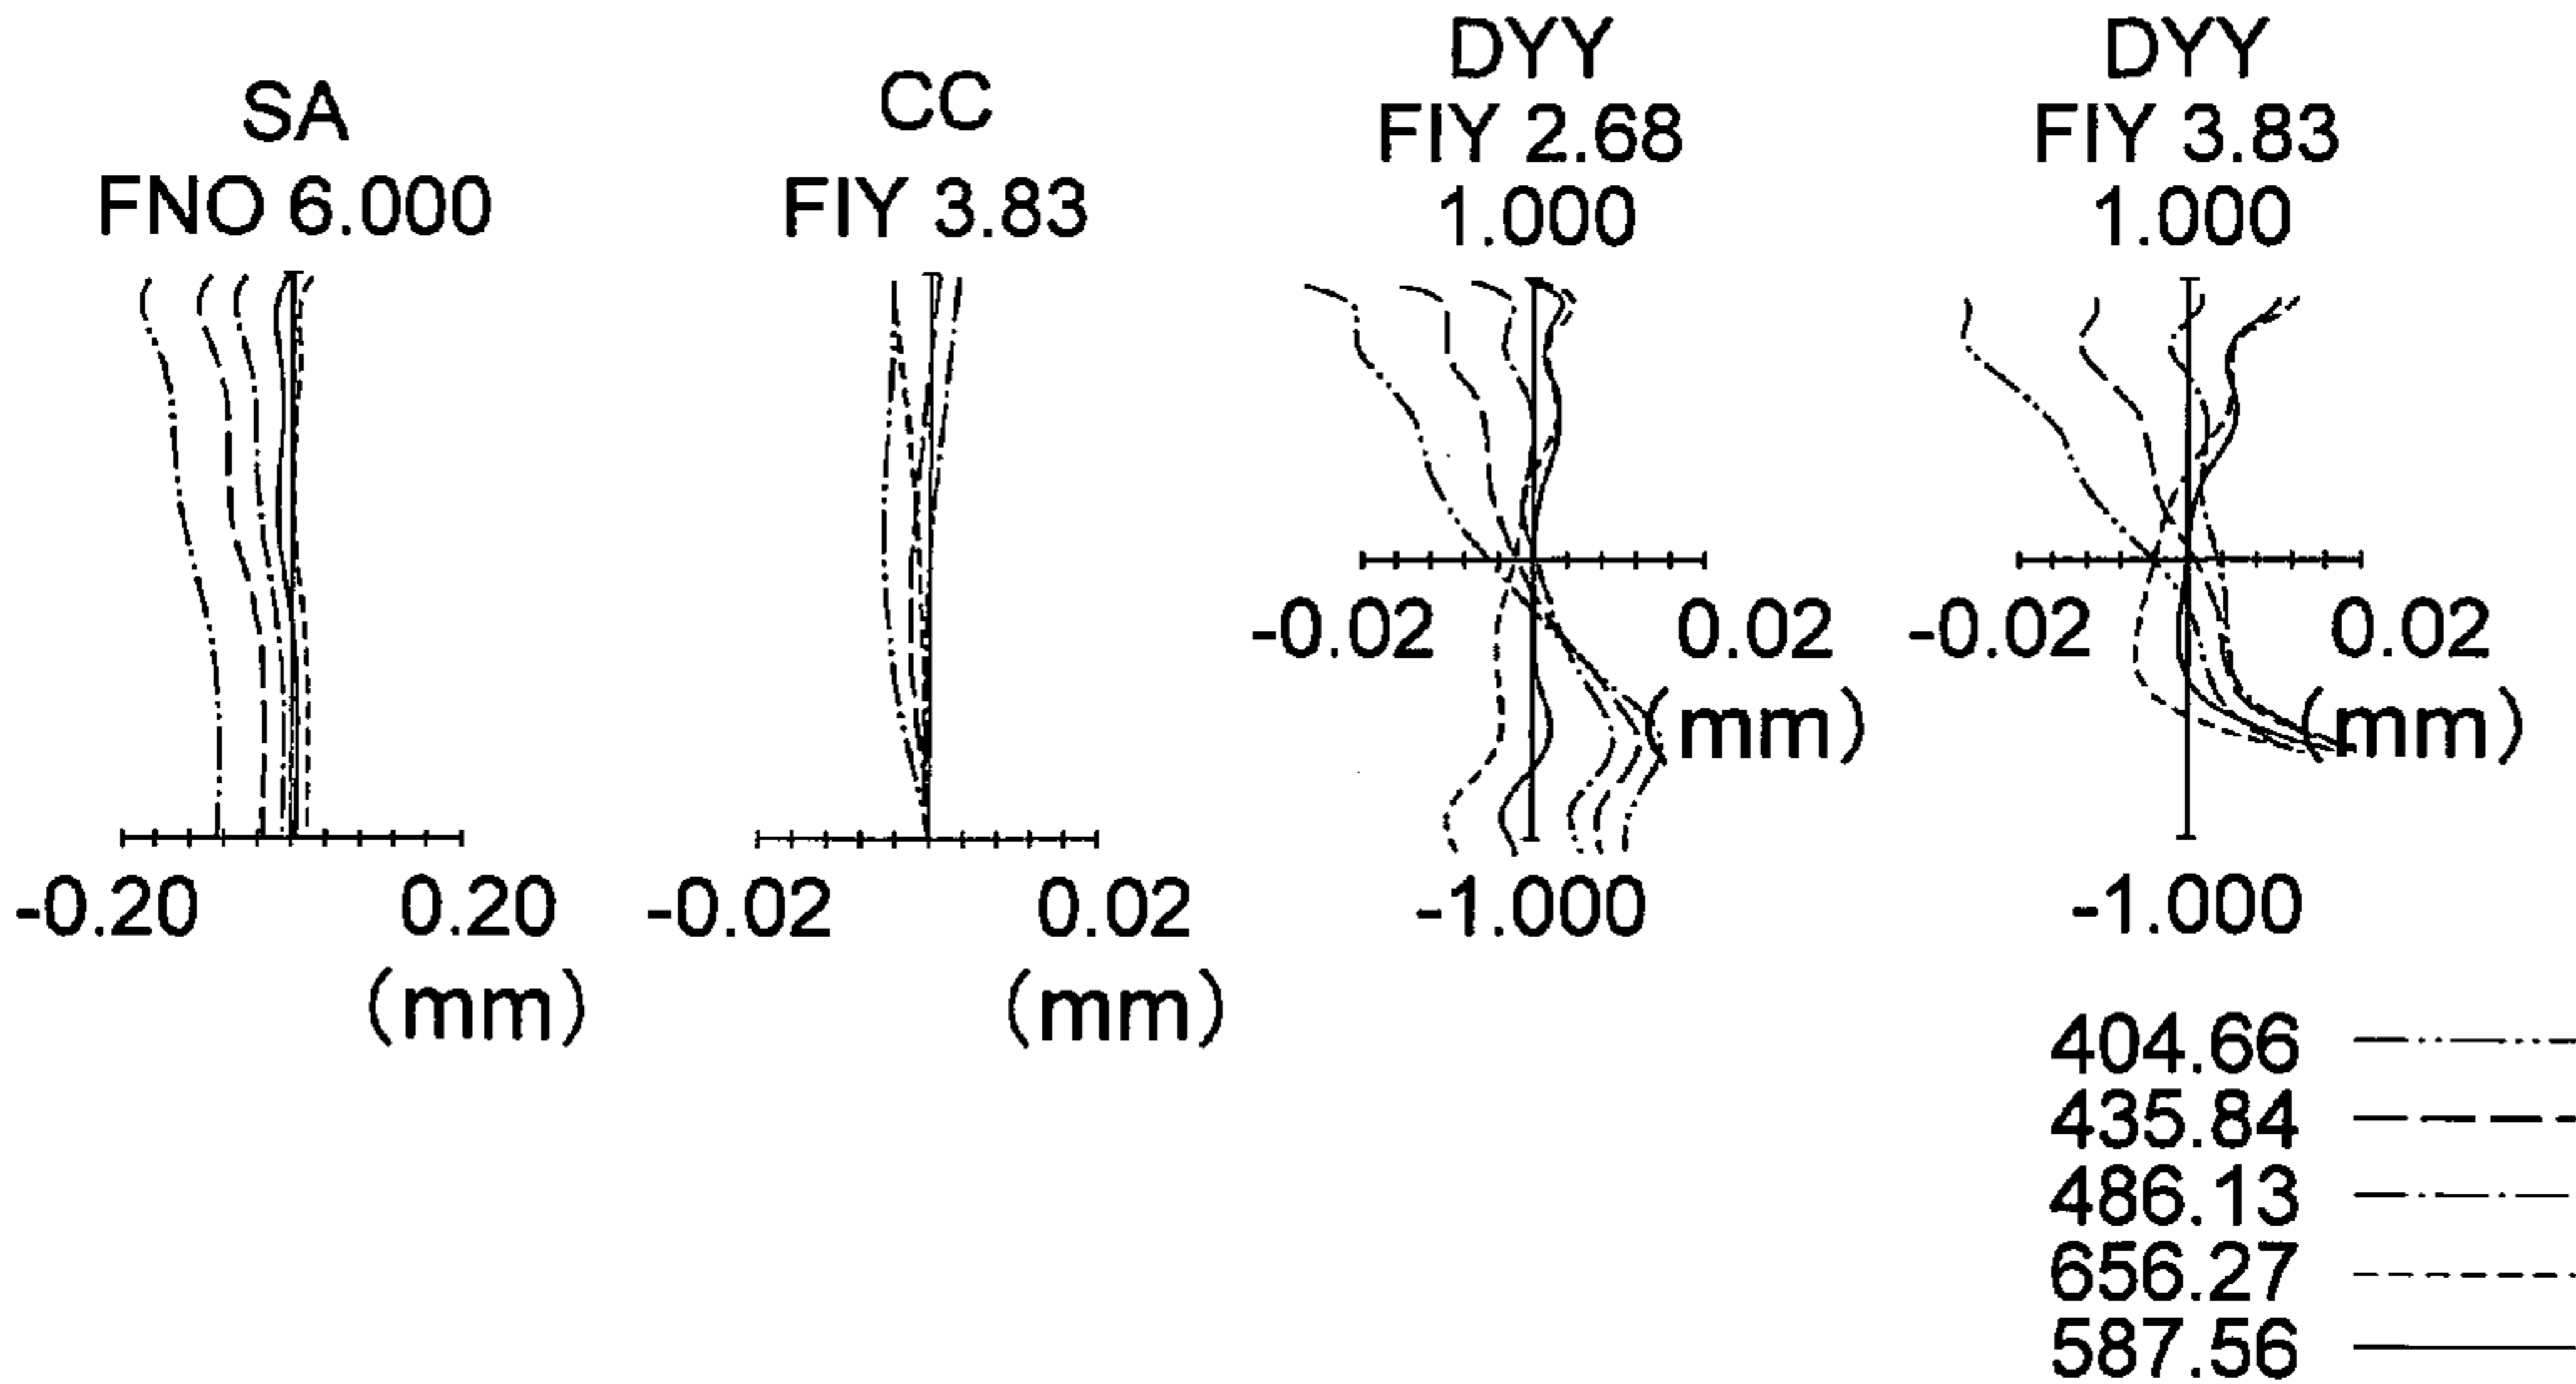 SA
FNO 6.000
-0.20 0.20
(mm)
CC
FIY 3.83
-0.02 0.02
(mm)
DYY
FIY 2.68
1.000
-0.02 0.02
(mm)
-1.000
DYY
FIY 3.83
1.000
-0.02 0.02
(mm)
-1.000
404.66
435.84
486.13
656.27
587.56